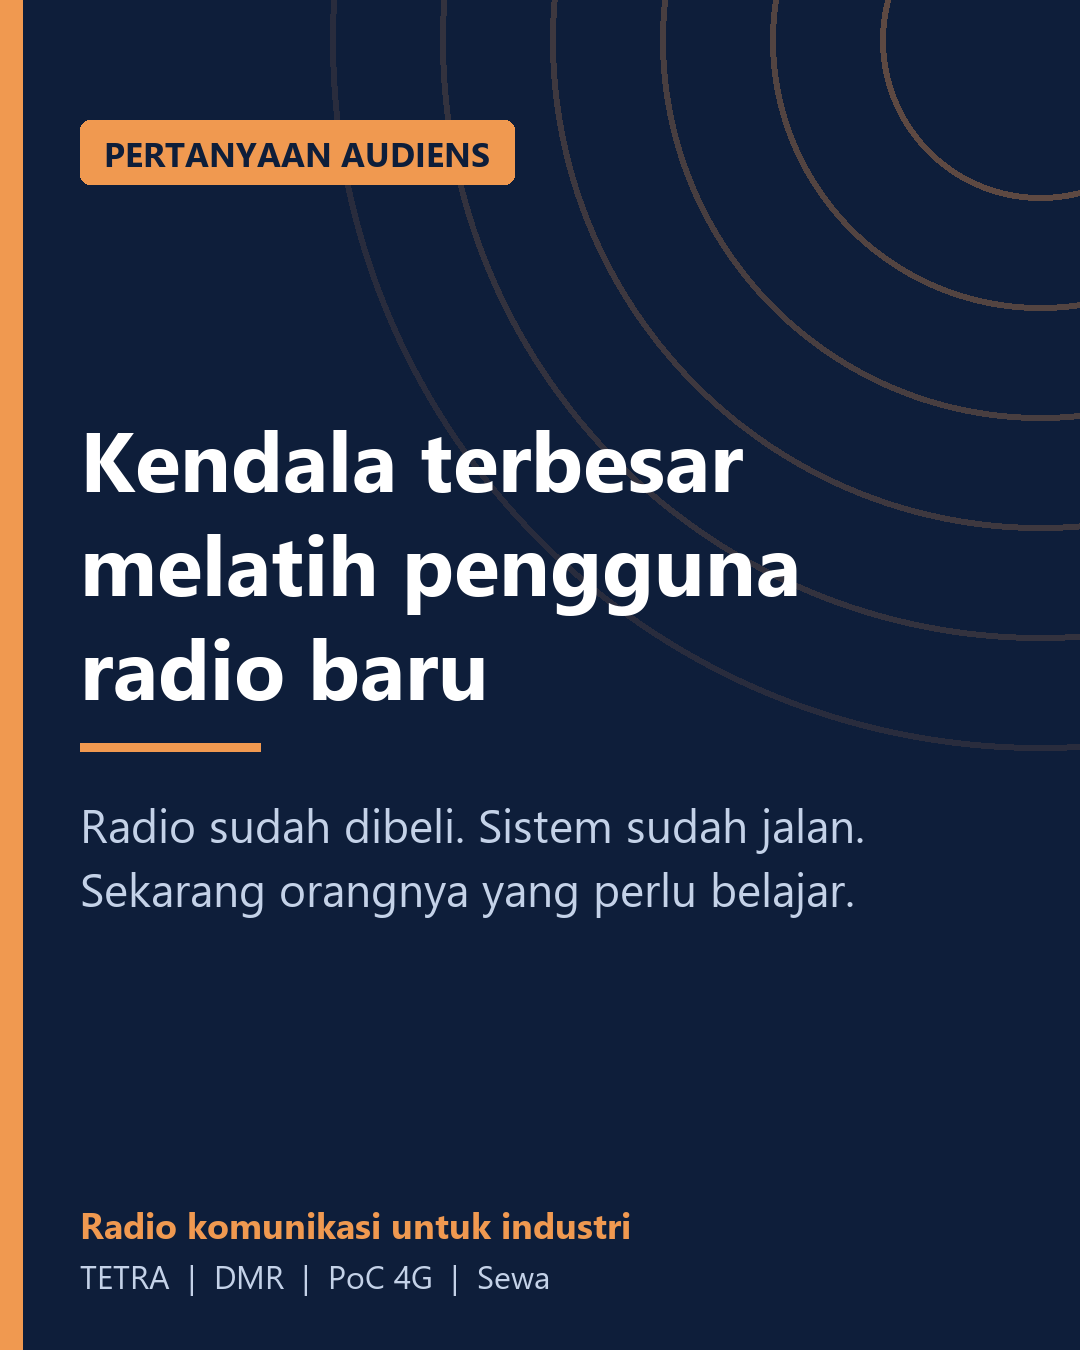 PERTANYAAN AUDIENS
Kendala terbesar
melatih pengguna
radio baru
Radio sudah dibeli. Sistem sudah jalan.
Sekarang orangnya yang perlu belajar.
Radio komunikasi untuk industri
TETRA | DMR | PoC 4G | Sewa